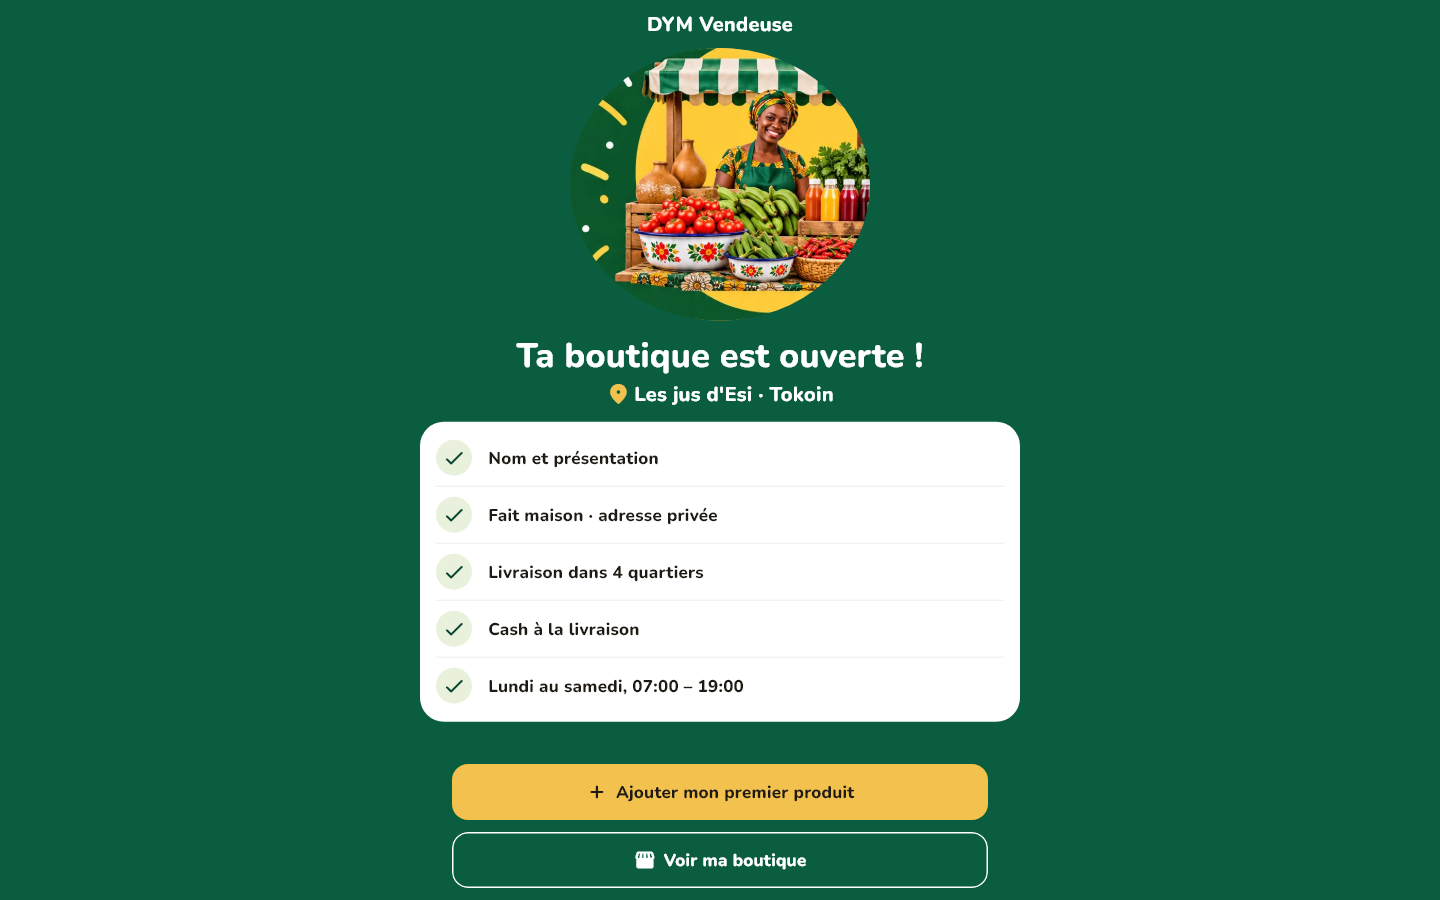 DYM Vendeuse
Ta boutique est ouverte !
Les jus d'Esi · Tokoin
Nom et présentation
Fait maison · adresse privée
Livraison dans 4 quartiers
Cash à la livraison
Lundi au samedi, 07:00 – 19:00
Ajouter mon premier produit
Voir ma boutique